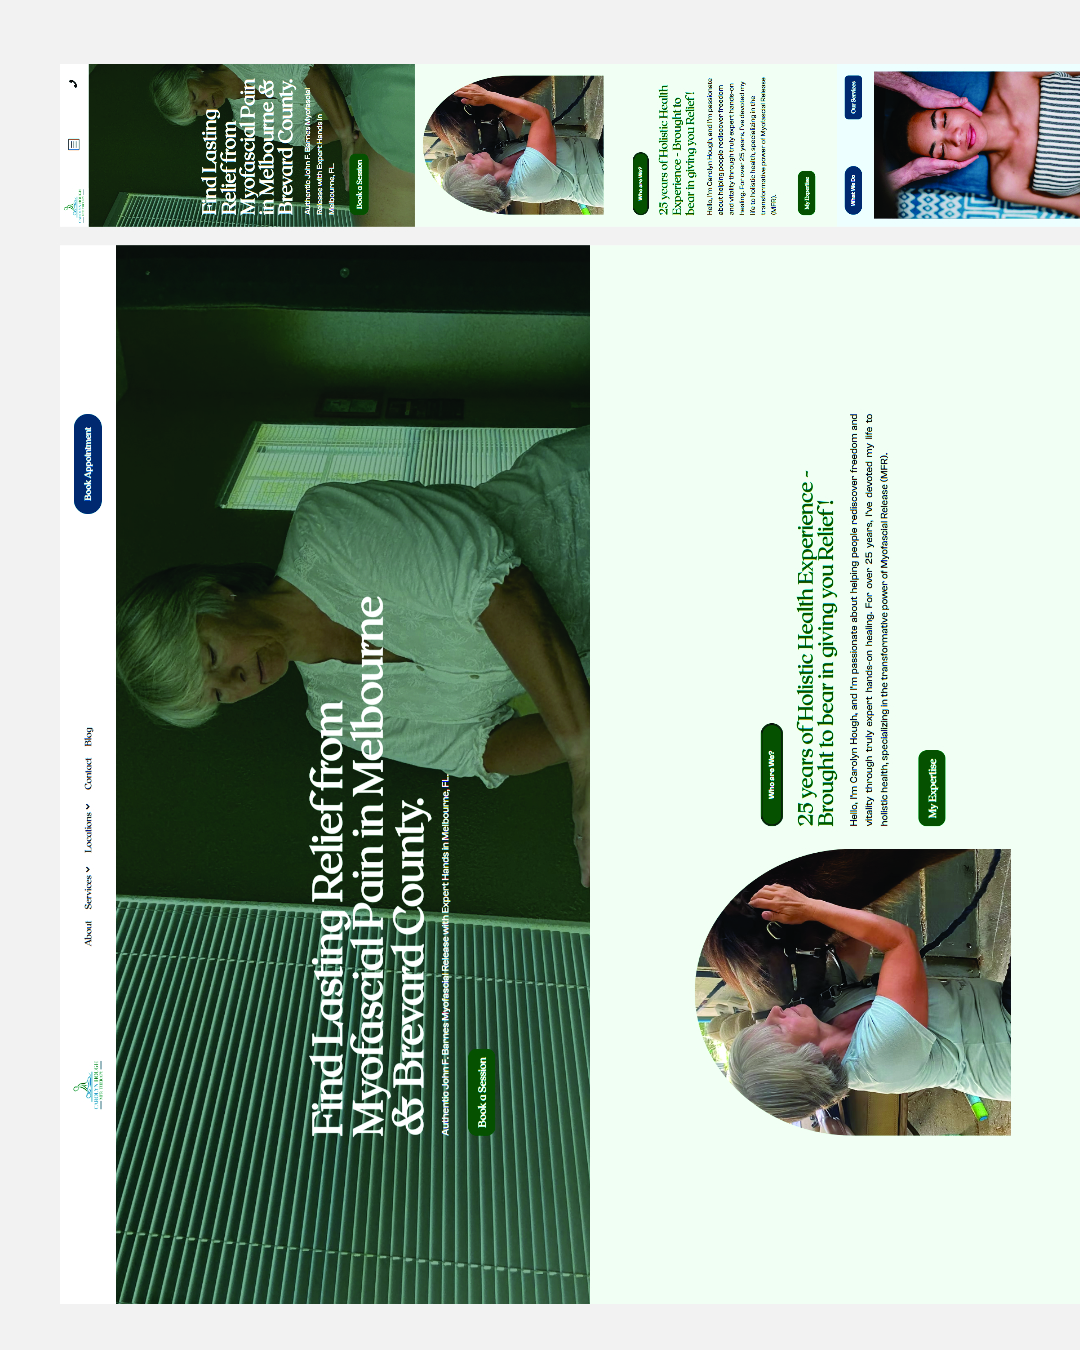 Find Lasting
Relief from
Myofascial Pain
in Melbourne &
Brevard County.
Authentic John F. Barnes Myofascial
Release with Expert Hands in
Melbourne, FL.
Book a Session
Who are We?
25 years of Holistic Health
Experience - Brought to
bear in giving you Relief !
Hello, I'm Carolyn Hough, and I'm passionate
about helping people rediscover freedom
and vitality through truly expert hands-on
healing. For over 25 years, I've devoted my
life to holistic health, specializing in the
transformative power of Myofascial Release
(MFR).
My Expertise
What We Do
Our Services
CAROLYN HOUGH
MFR THERAPY
About
Services
Locations
Contact
Blog
Book Appointment
Find Lasting Relief from
Myofascial Pain in Melbourne
& Brevard County.
Authentic John F. Barnes Myofascial Release with Expert Hands in Melbourne, FL.
Book a Session
Who are We?
25 years of Holistic Health Experience -
Brought to bear in giving you Relief !
Hello, I'm Carolyn Hough, and I'm passionate about helping people rediscover freedom and
vitality through truly expert hands-on healing. For over 25 years, I've devoted my life to
holistic health, specializing in the transformative power of Myofascial Release (MFR).
My Expertise